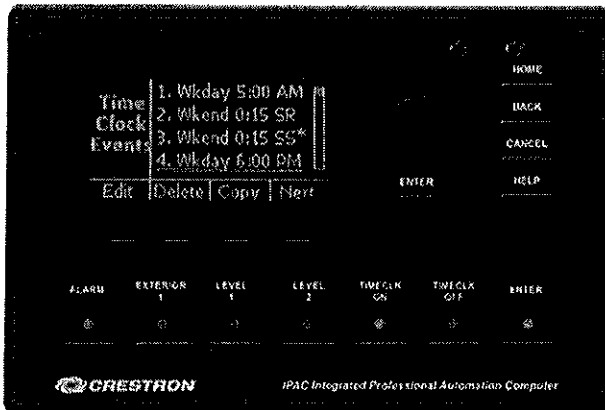 Time
Clock
Events
1. Wkday 5:00 AM
2. Wkend 0:15 SR
3. Wkend 0:15 SS*
4. Wkday 6:00 PM
Edit Delete Copy Next
HOME
BACK
CANCEL
HELP
ENTER
ALARM
EXTERIOR 1
LEVEL 1
LEVEL 2
TIMECLK ON
TIMECLK OFF
ENTER
CRESTRON
IPAC Integrated Professional Automation Computer